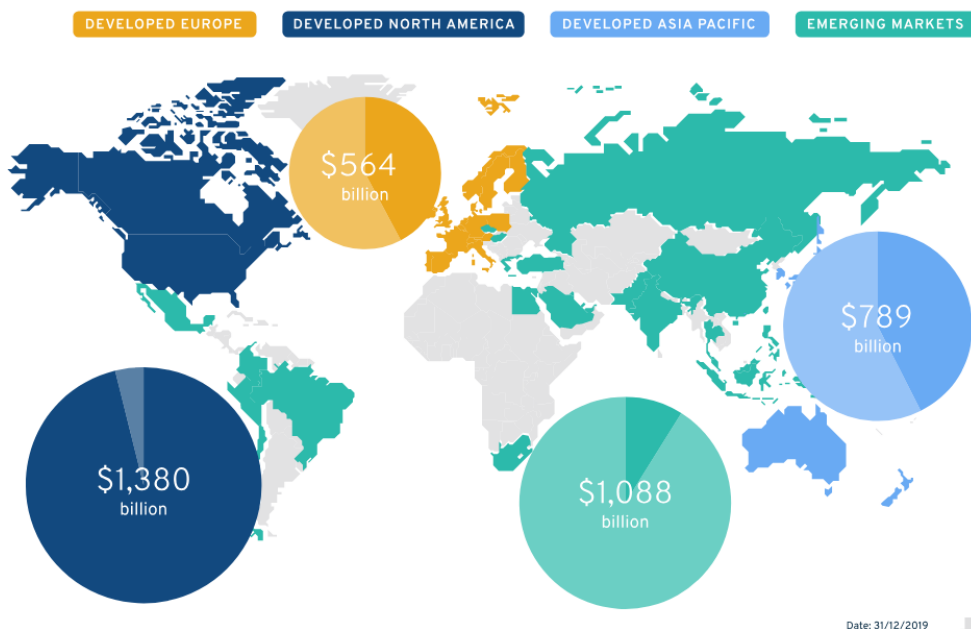 DEVELOPED EUROPE
DEVELOPED NORTH AMERICA
DEVELOPED ASIA PACIFIC
EMERGING MARKETS
$564
billion
$789
billion
$1,380
billion
$1,088
billion
Date: 31/12/2019